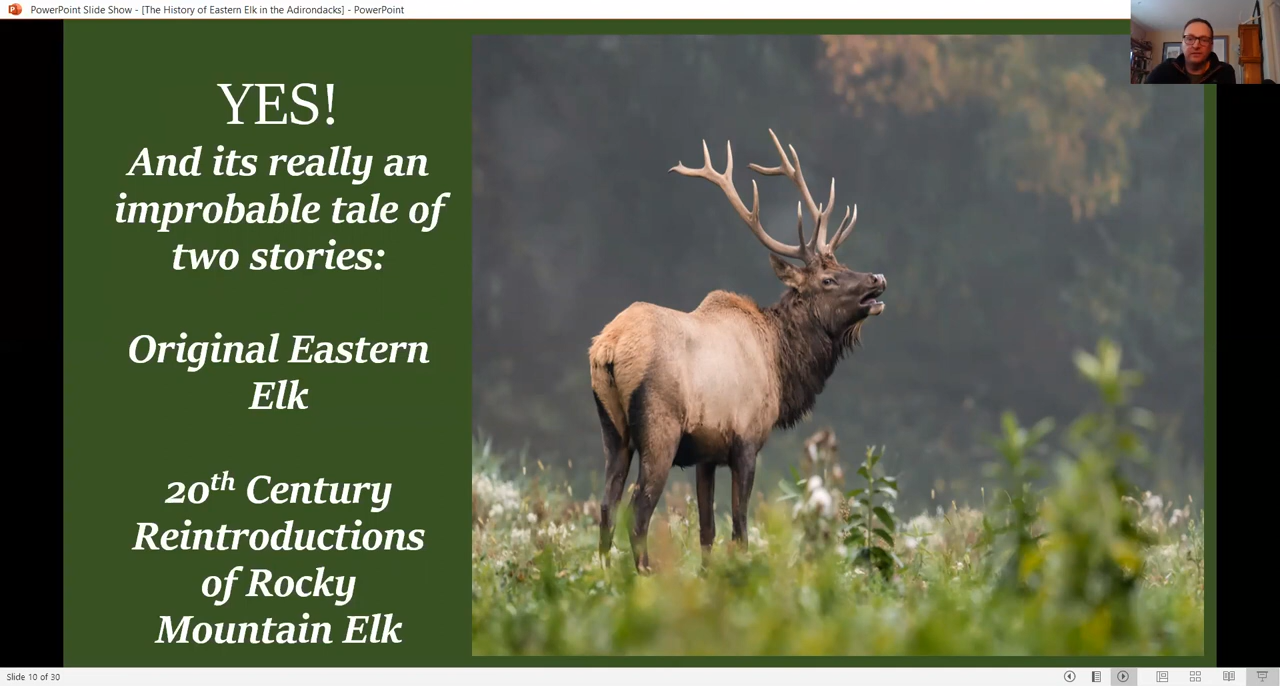 PowerPoint Slide Show - [The History of Eastern Elk in the Adirondacks] - PowerPoint
YES!
And its really an
improbable tale of
two stories:
Original Eastern
Elk
20th Century
Reintroductions
of Rocky
Mountain Elk
Slide 10 of 30